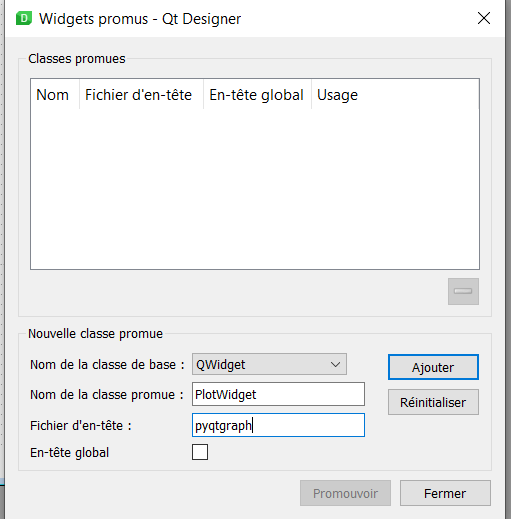 Widgets promus - Qt Designer
Classes promues
Nom Fichier d'en-tête En-tête global Usage
Nouvelle classe promue
Nom de la classe de base : QWidget
Ajouter
Nom de la classe promue : PlotWidget
Réinitialiser
Fichier d'en-tête : pyqtgraph
En-tête global
Promouvoir Fermer